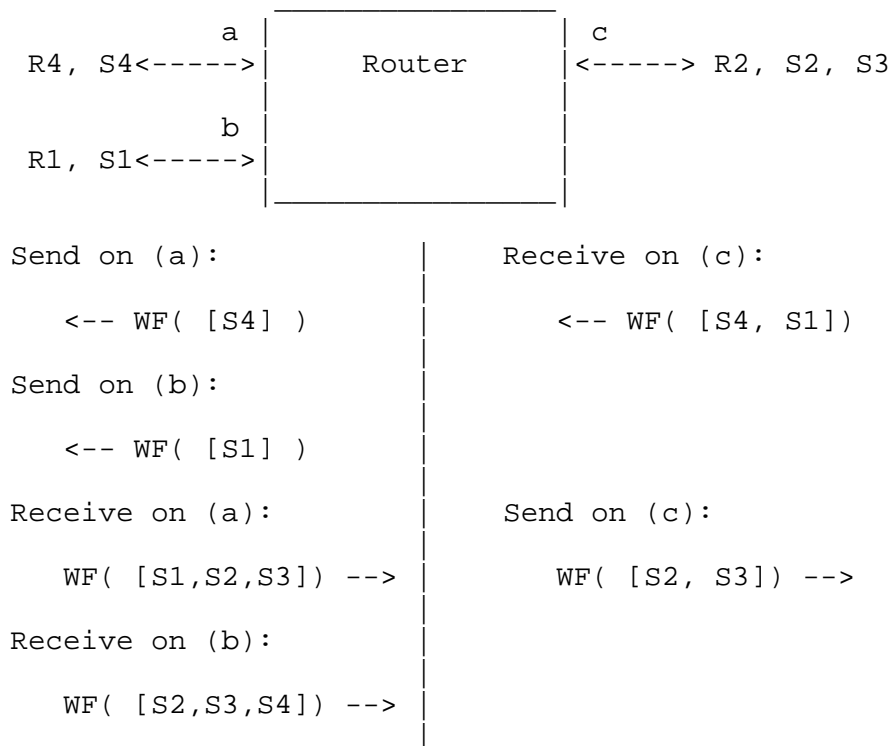 a c
R4, S4<----->| Router |<-----> R2, S2, S3
b
R1, S1<----->|
Send on (a): | Receive on (c):
<-- WF( [S4] ) | <-- WF( [S4, S1])
Send on (b):
<-- WF( [S1] )
Receive on (a): | Send on (c):
WF( [S1,S2,S3]) --> | WF( [S2, S3]) -->
Receive on (b):
WF( [S2,S3,S4]) --> |